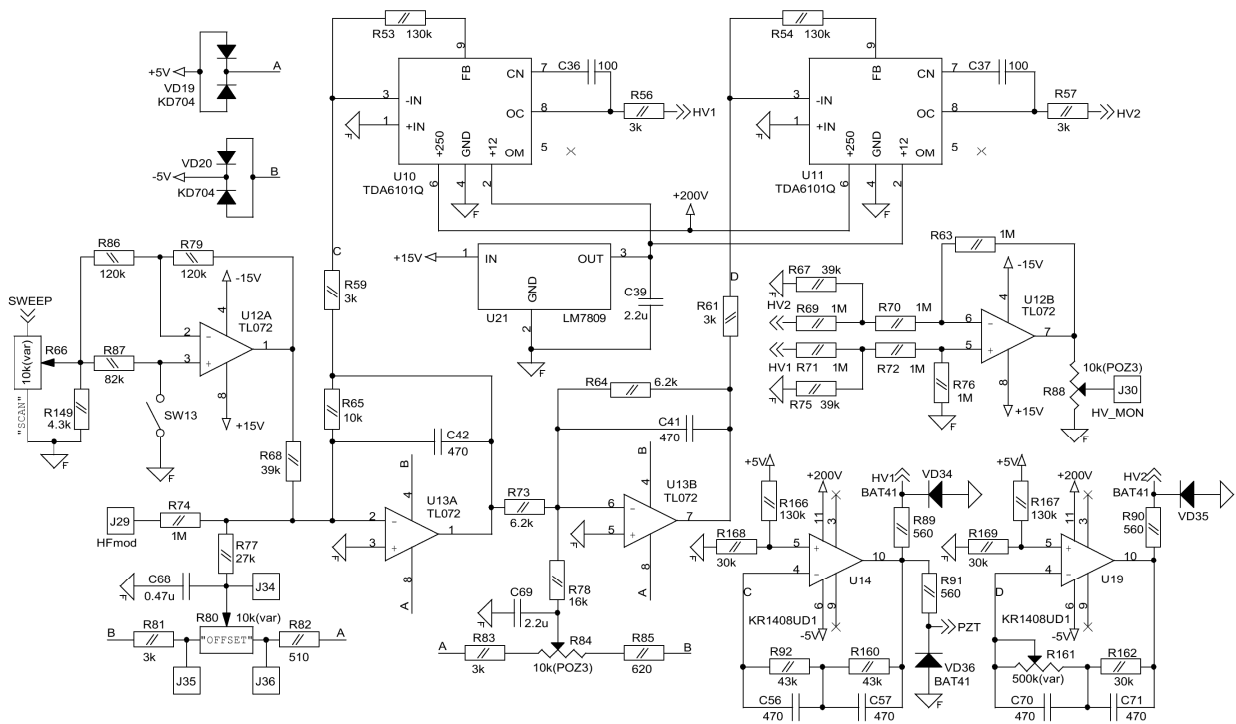 R53
130k
R54
130k
9
FB
9
FB
C36
100
C37
100
7
CN
7
CN
+5V
A
VD19
KD704
3
-IN
3
-IN
R56
R57
8
OC
8
OC
HV1
HV2
3k
3k
1
+IN
1
+IN
F
F
+250
GND
+12
OM
5
+250
GND
+12
OM
5
VD20
-5V
B
KD704
U10
TDA6101Q
6
4
2
U11
TDA6101Q
6
4
2
F
F
+200V
R86
R79
120k
120k
C
R59
3k
+15V
1
IN
OUT
3
GND
U21
LM7809
2
F
C39
2.2u
D
R61
3k
R63
1M
R67
39k
F
HV2
R69
1M
R70
1M
HV1
R71
1M
R72
1M
F
R75
39k
R76
1M
F
-15V
4
U12B
TL072
6
5
7
8
+15V
10k(POZ3)
R88
J30
HV_MON
F
SWEEP
-15V
4
U12A
TL072
2
3
1
8
+15V
R66
10k(var)
"SCAN"
R87
82k
R149
4.3k
F
SW13
F
R68
39k
R65
10k
C42
470
R64
6.2k
C41
470
B
4
U13A
TL072
2
3
1
8
A
F
R73
6.2k
B
4
U13B
TL072
6
5
7
8
A
F
J29
HFmod
R74
1M
R77
27k
C68
0.47u
F
J34
R80
10k(var)
B
R81
3k
"OFFSET"
R82
510
A
J35
J36
R78
16k
C69
2.2u
F
A
R83
3k
R84
10k(POZ3)
R85
620
B
+5V
R166
130k
+200V
11
3
F
R168
30k
5
4
10
U14
6
9
KR1408UD1
-5V
C
HV1
BAT41
VD34
R89
560
R91
560
PZT
VD36
BAT41
F
R92
43k
R160
43k
C56
470
C57
470
+5V
R167
130k
+200V
11
3
F
R169
30k
5
4
10
U19
6
9
KR1408UD1
-5V
D
HV2
BAT41
VD35
R90
560
R161
500k(var)
R162
30k
C70
470
C71
470